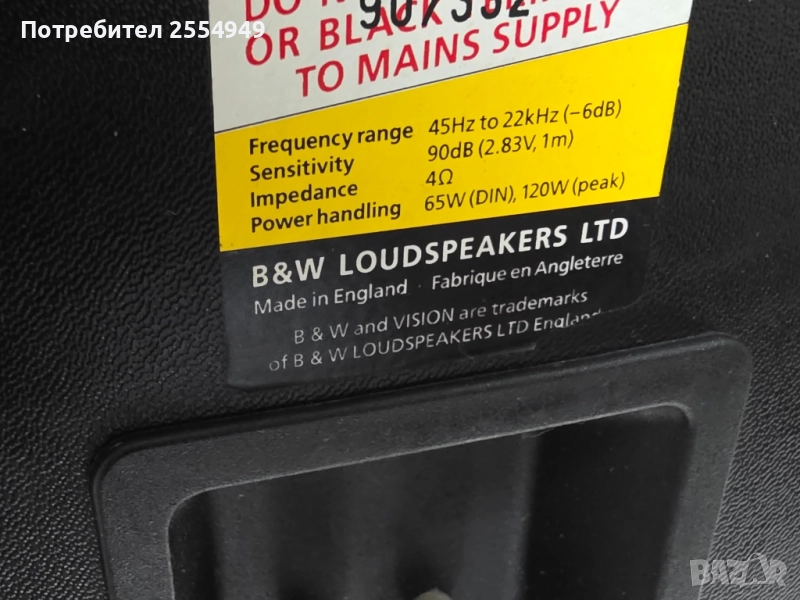 Потребител 2554949
DO
OR BLACK
TO MAINS SUPPLY
Frequency range 45Hz to 22kHz (−6dB)
Sensitivity 90dB (2.83V, 1m)
Impedance 4Ω
Power handling 65W (DIN), 120W (peak)
B&W LOUDSPEAKERS LTD
Made in England · Fabrique en Angleterre
B & W and VISION are trademarks
of B & W LOUDSPEAKERS LTD England
BAZAR